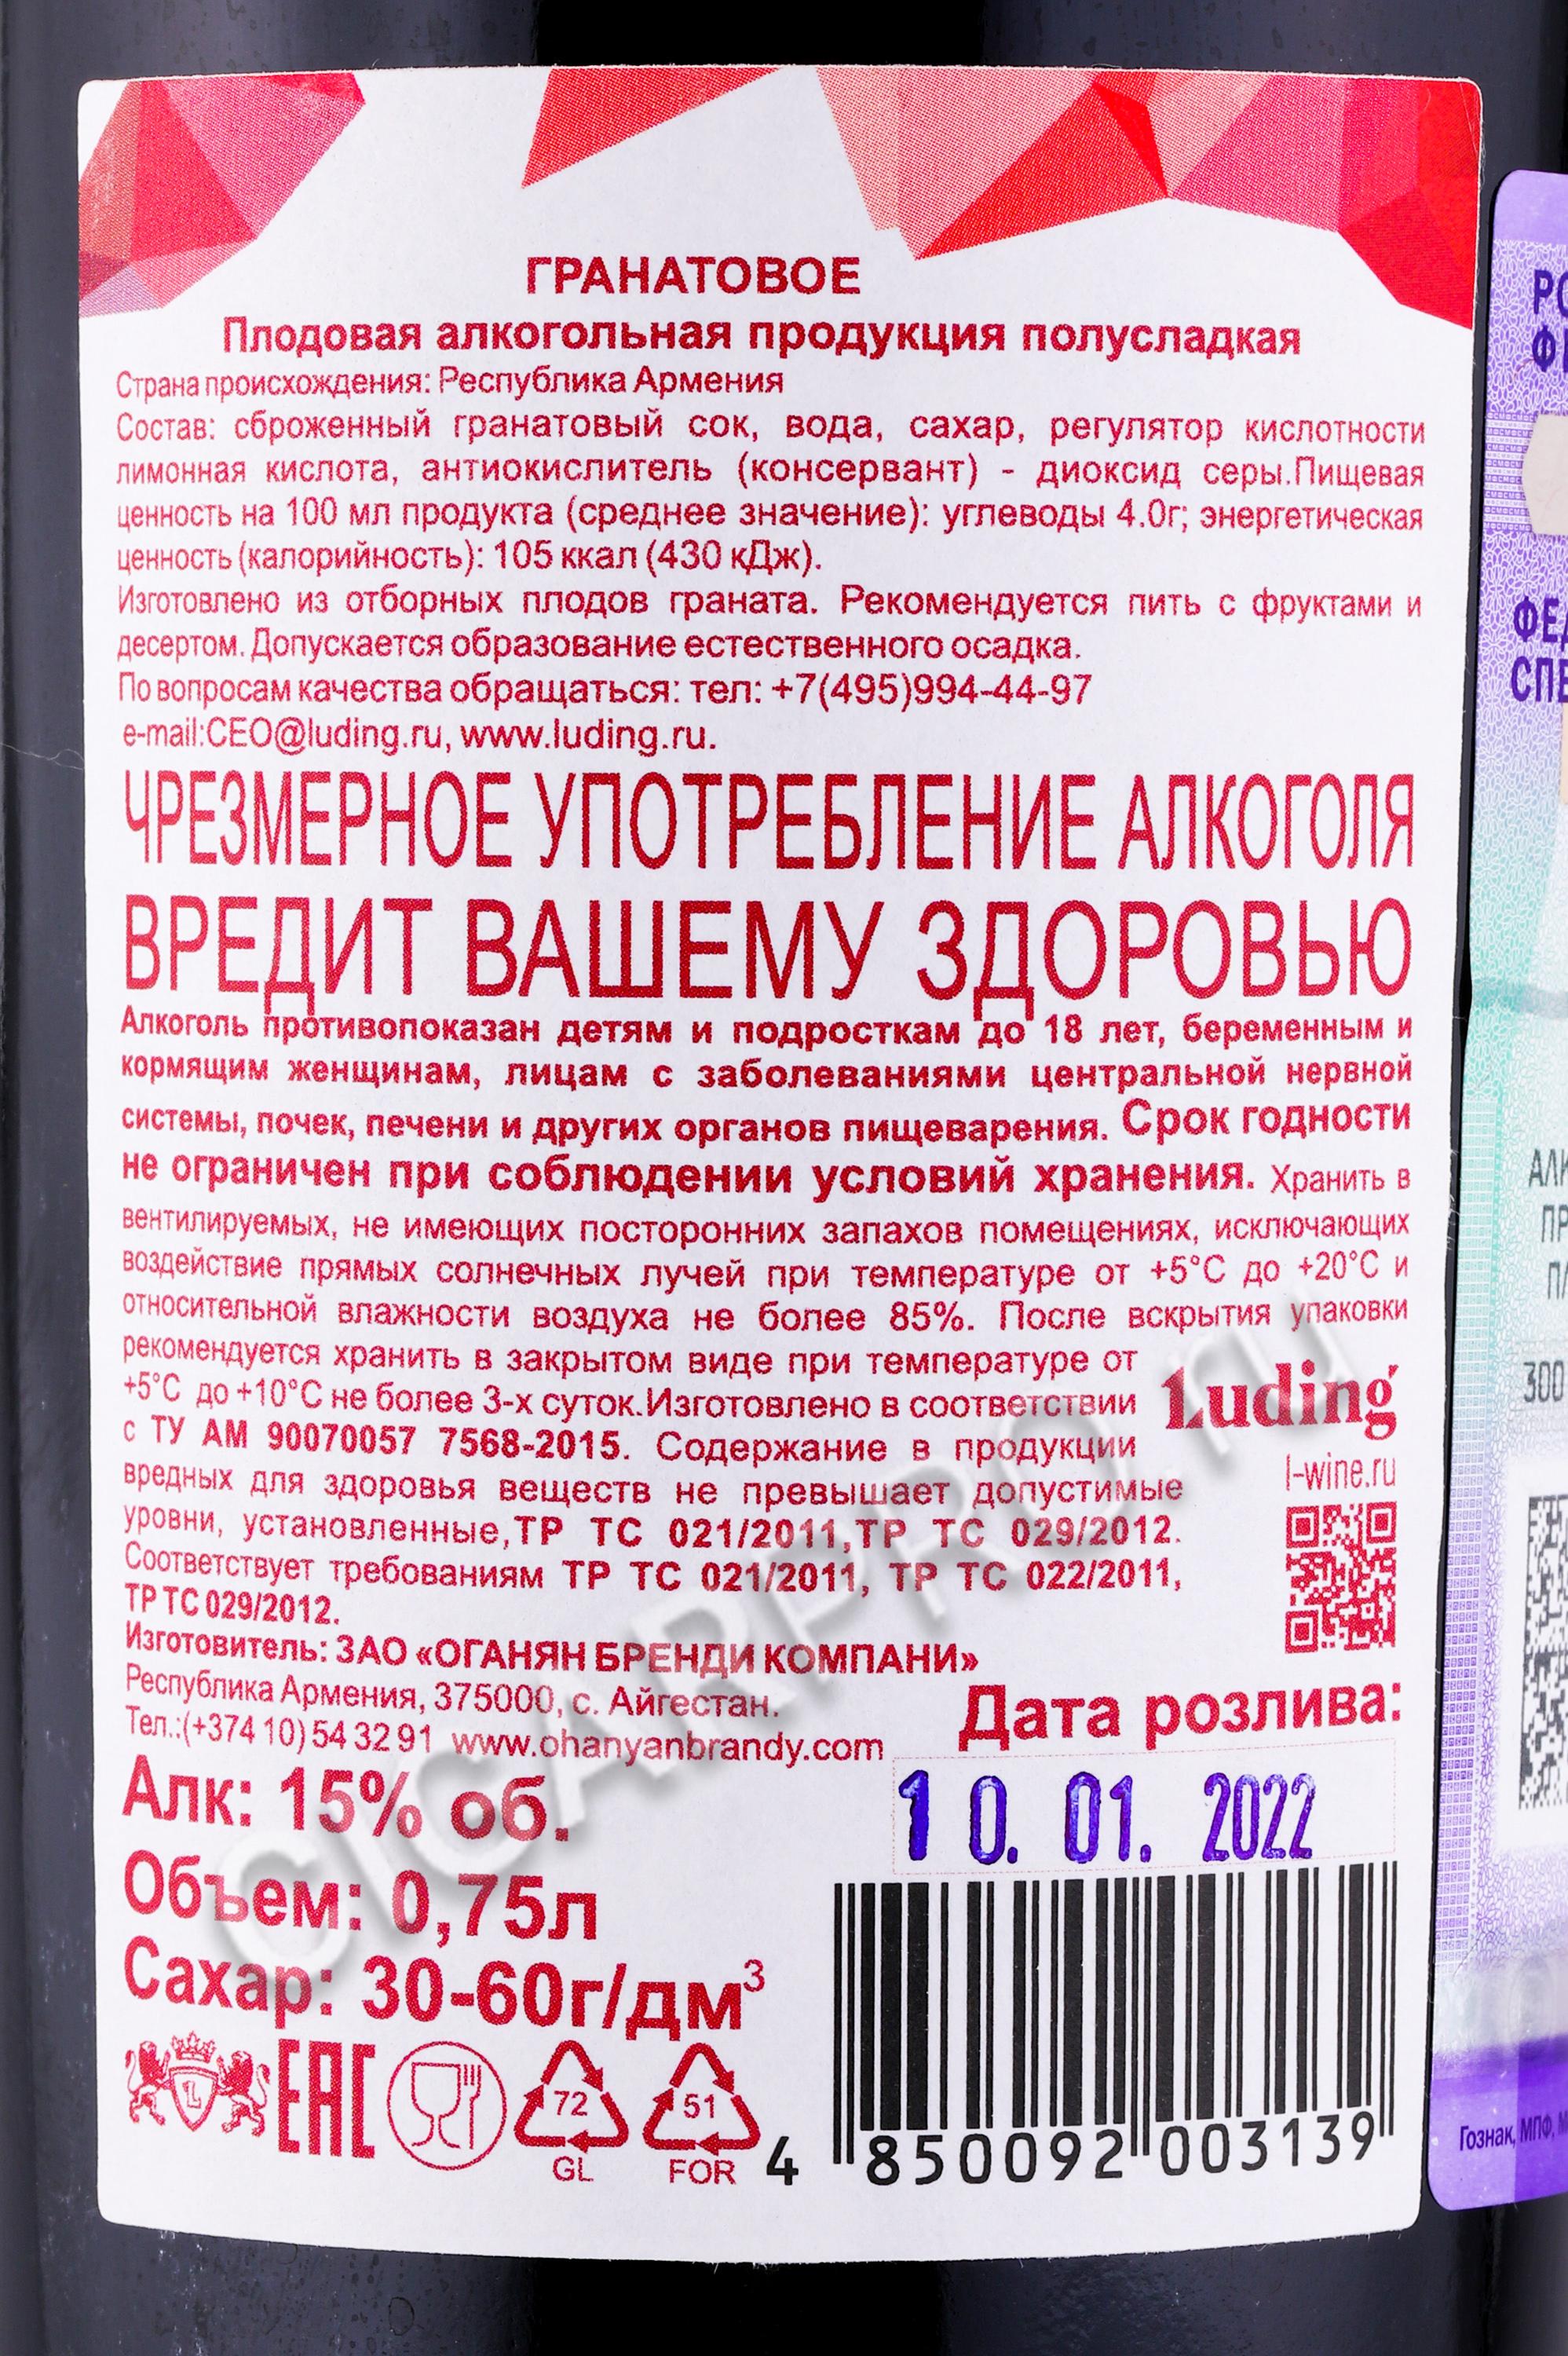 ГРАНАТОВОЕ
Плодовая алкогольная продукция полусладкая
Страна происхождения: Республика Армения
Состав: сброженный гранатовый сок, вода, сахар, регулятор кислотности
лимонная кислота, антиокислитель (консервант) - диоксид серы.Пищевая
ценность на 100 мл продукта (среднее значение): углеводы 4.0г; энергетическая
ценность (калорийность): 105 ккал (430 кДж).
Изготовлено из отборных плодов граната. Рекомендуется пить с фруктами и
десертом. Допускается образование естественного осадка.
По вопросам качества обращаться: тел: +7(495)994-44-97
e-mail:CEO@luding.ru, www.luding.ru.
ЧРЕЗМЕРНОЕ УПОТРЕБЛЕНИЕ АЛКОГОЛЯ
ВРЕДИТ ВАШЕМУ ЗДОРОВЬЮ
Алкоголь противопоказан детям и подросткам до 18 лет, беременным и
кормящим женщинам, лицам с заболеваниями центральной нервной
системы, почек, печени и других органов пищеварения. Срок годности
не ограничен при соблюдении условий хранения. Хранить в
вентилируемых, не имеющих посторонних запахов помещениях, исключающих
воздействие прямых солнечных лучей при температуре от +5°С до +20°С и
относительной влажности воздуха не более 85%. После вскрытия упаковки
рекомендуется хранить в закрытом виде при температуре от
+5°С до +10°С не более 3-х суток.Изготовлено в соответствии
с ТУ АМ 90070057 7568-2015. Содержание в продукции
вредных для здоровья веществ не превышает допустимые
уровни, установленные,ТР ТС 021/2011,ТР ТС 029/2012.
Соответствует требованиям ТР ТС 021/2011, ТР ТС 022/2011,
ТР ТС 029/2012.
Luding
l-wine.ru
Изготовитель: ЗАО «ОГАНЯН БРЕНДИ КОМПАНИ»
Республика Армения, 375000, с. Айгестан.
Тел.:(+374 10) 54 32 91 www.ohanyanbrandy.com
Дата розлива:
10.01.2022
Алк: 15% об.
Объем: 0,75л
Сахар: 30-60г/дм³
EAC
72
GL
51
FOR
4 850092 003139
CIGARPRO.ru
300
Гознак, МПФ,